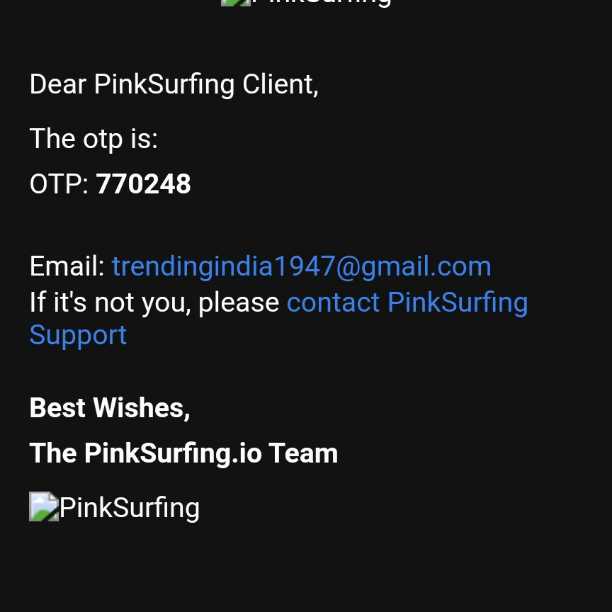 PinkSurfing
Dear PinkSurfing Client,
The otp is:
OTP: 770248
Email: trendingindia1947@gmail.com
If it's not you, please contact PinkSurfing
Support
Best Wishes,
The PinkSurfing.io Team
PinkSurfing